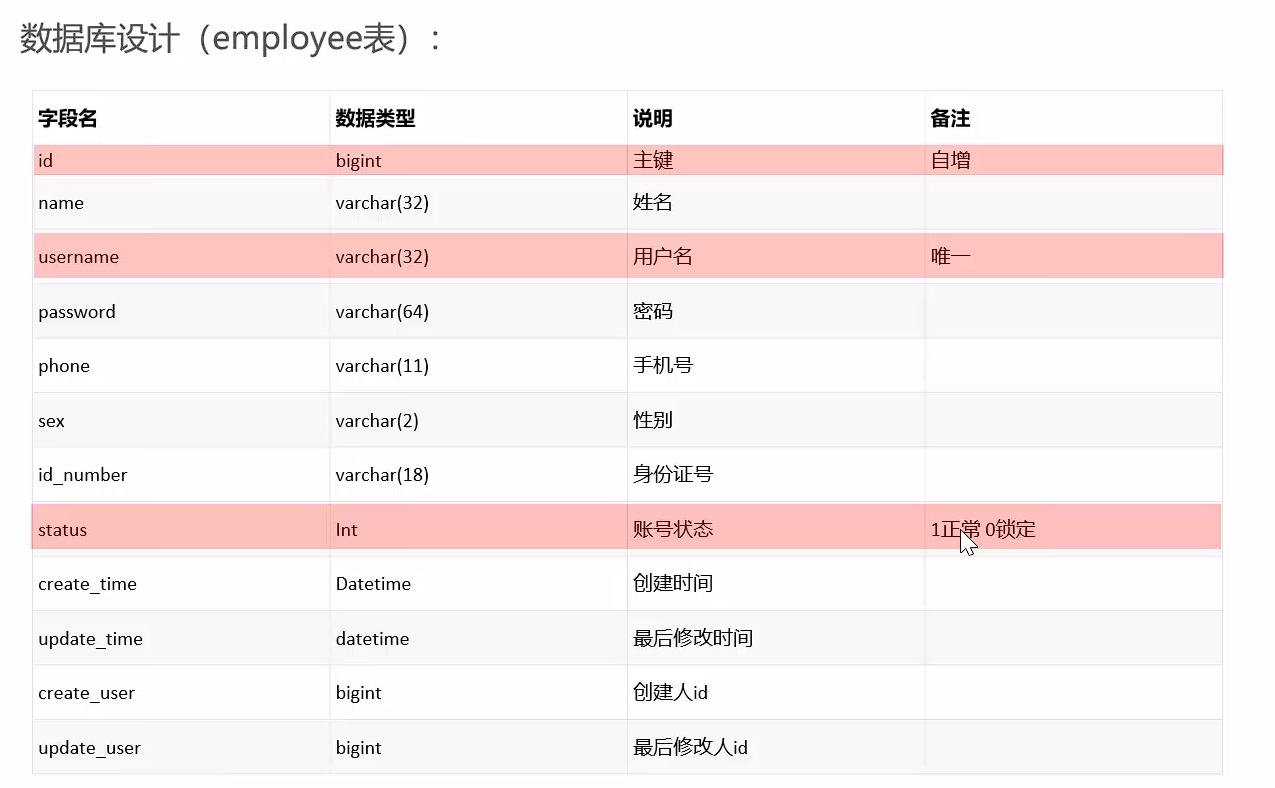 数据库设计（employee表）：
字段名 数据类型 说明 备注
id bigint 主键 自增
name varchar(32) 姓名
username varchar(32) 用户名 唯一
password varchar(64) 密码
phone varchar(11) 手机号
sex varchar(2) 性别
id_number varchar(18) 身份证号
status Int 账号状态 1正常 0锁定
create_time Datetime 创建时间
update_time datetime 最后修改时间
create_user bigint 创建人id
update_user bigint 最后修改人id